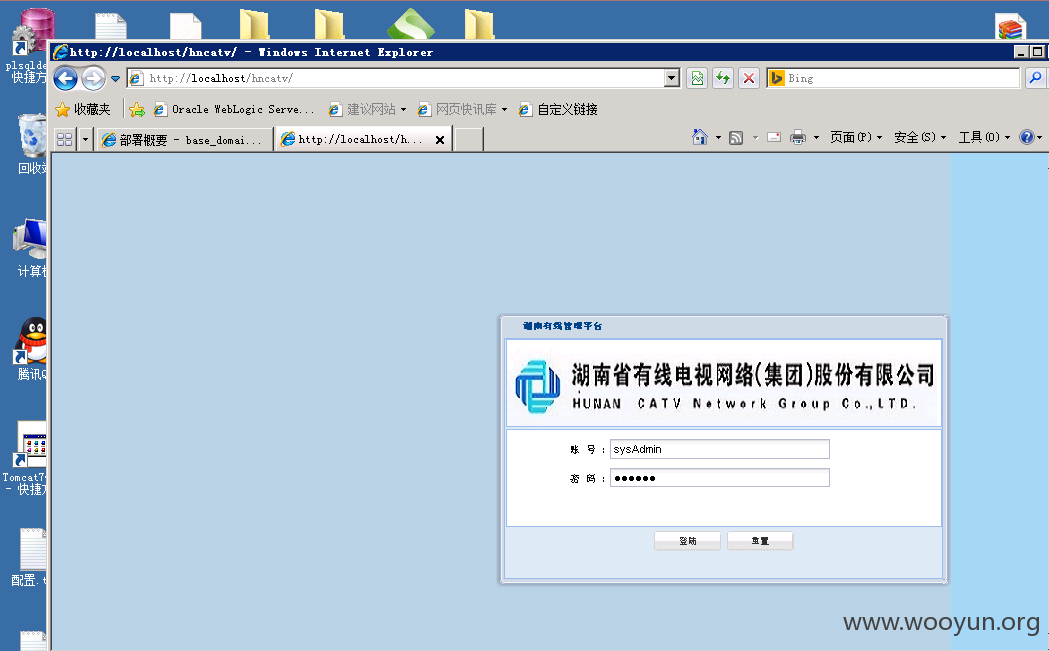 http://localhost/hncatv/ - Windows Internet Explorer
http://localhost/hncatv/
Bing
收藏夹
Oracle WebLogic Serve...
建议网站
网页快讯库
自定义链接
部署概要 - base_domai...
http://localhost/h...
页面(P)
安全(S)
工具(O)
plsqlde
快捷方
回收站
计算机
腾讯Q
Tomcat7
- 快捷方
配置.t
湖南有线管理平台
湖南省有线电视网络(集团)股份有限公司
HUNAN CATV Network Group Co.,LTD.
账 号 : sysAdmin
密 码 : ●●●●●●
登陆
重置
www.wooyun.org